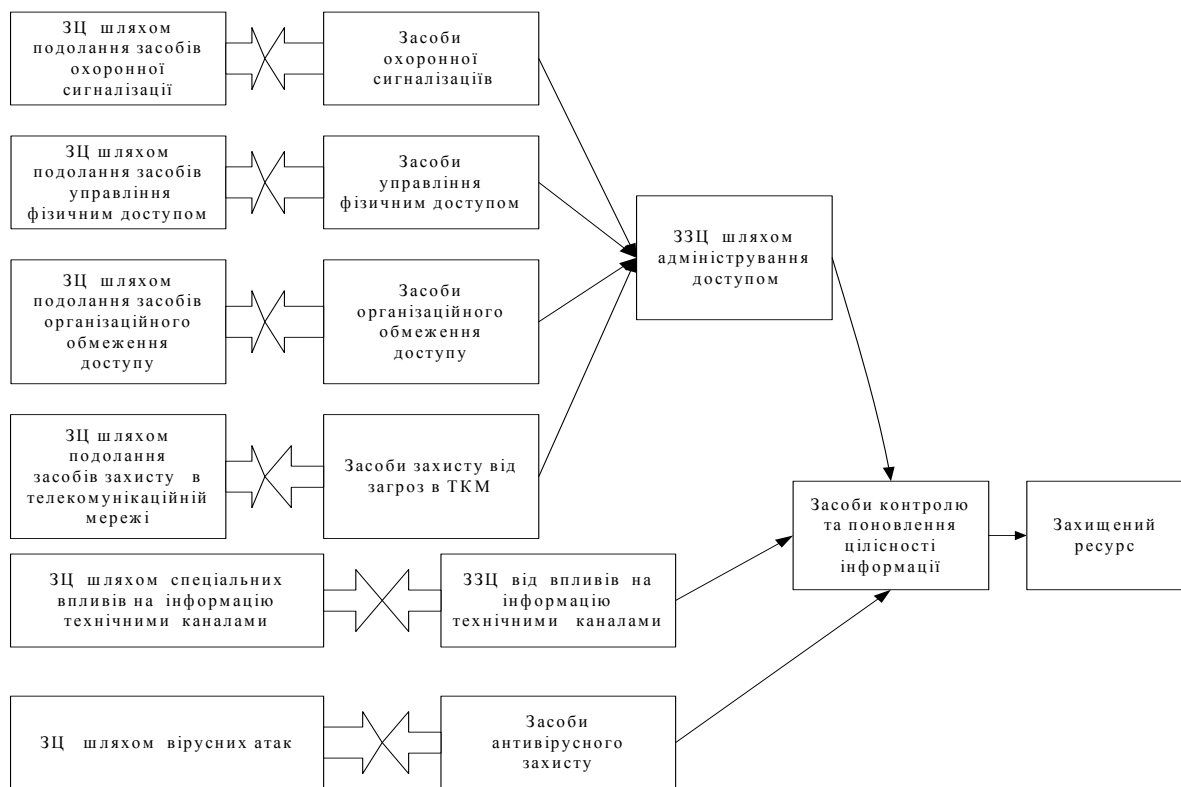 ЗЦ шляхом
подолання засобів
охоронної
сигналізації
Засоби
охоронної
сигналізаціїв
ЗЦ шляхом
подолання засобів
управління
фізичним доступом
Засоби
управління
фізичним доступом
ЗЗЦ шляхом
адміністрування
доступом
ЗЦ шляхом
подолання засобів
організаційного
обмеження
доступу
Засоби
організаційного
обмеження
доступу
ЗЦ шляхом
подолання
засобів захисту в
телекомунікаційній
мережі
Засоби захисту від
загроз в ТКМ
Засоби контролю
та поновлення
цілісності
інформації
Захищений
ресурс
ЗЦ шляхом спеціальних
впливів на інформацію
технічними каналами
ЗЗЦ від впливів на
інформацію
технічними каналами
ЗЦ шляхом вірусних атак
Засоби
антивірусного
захисту